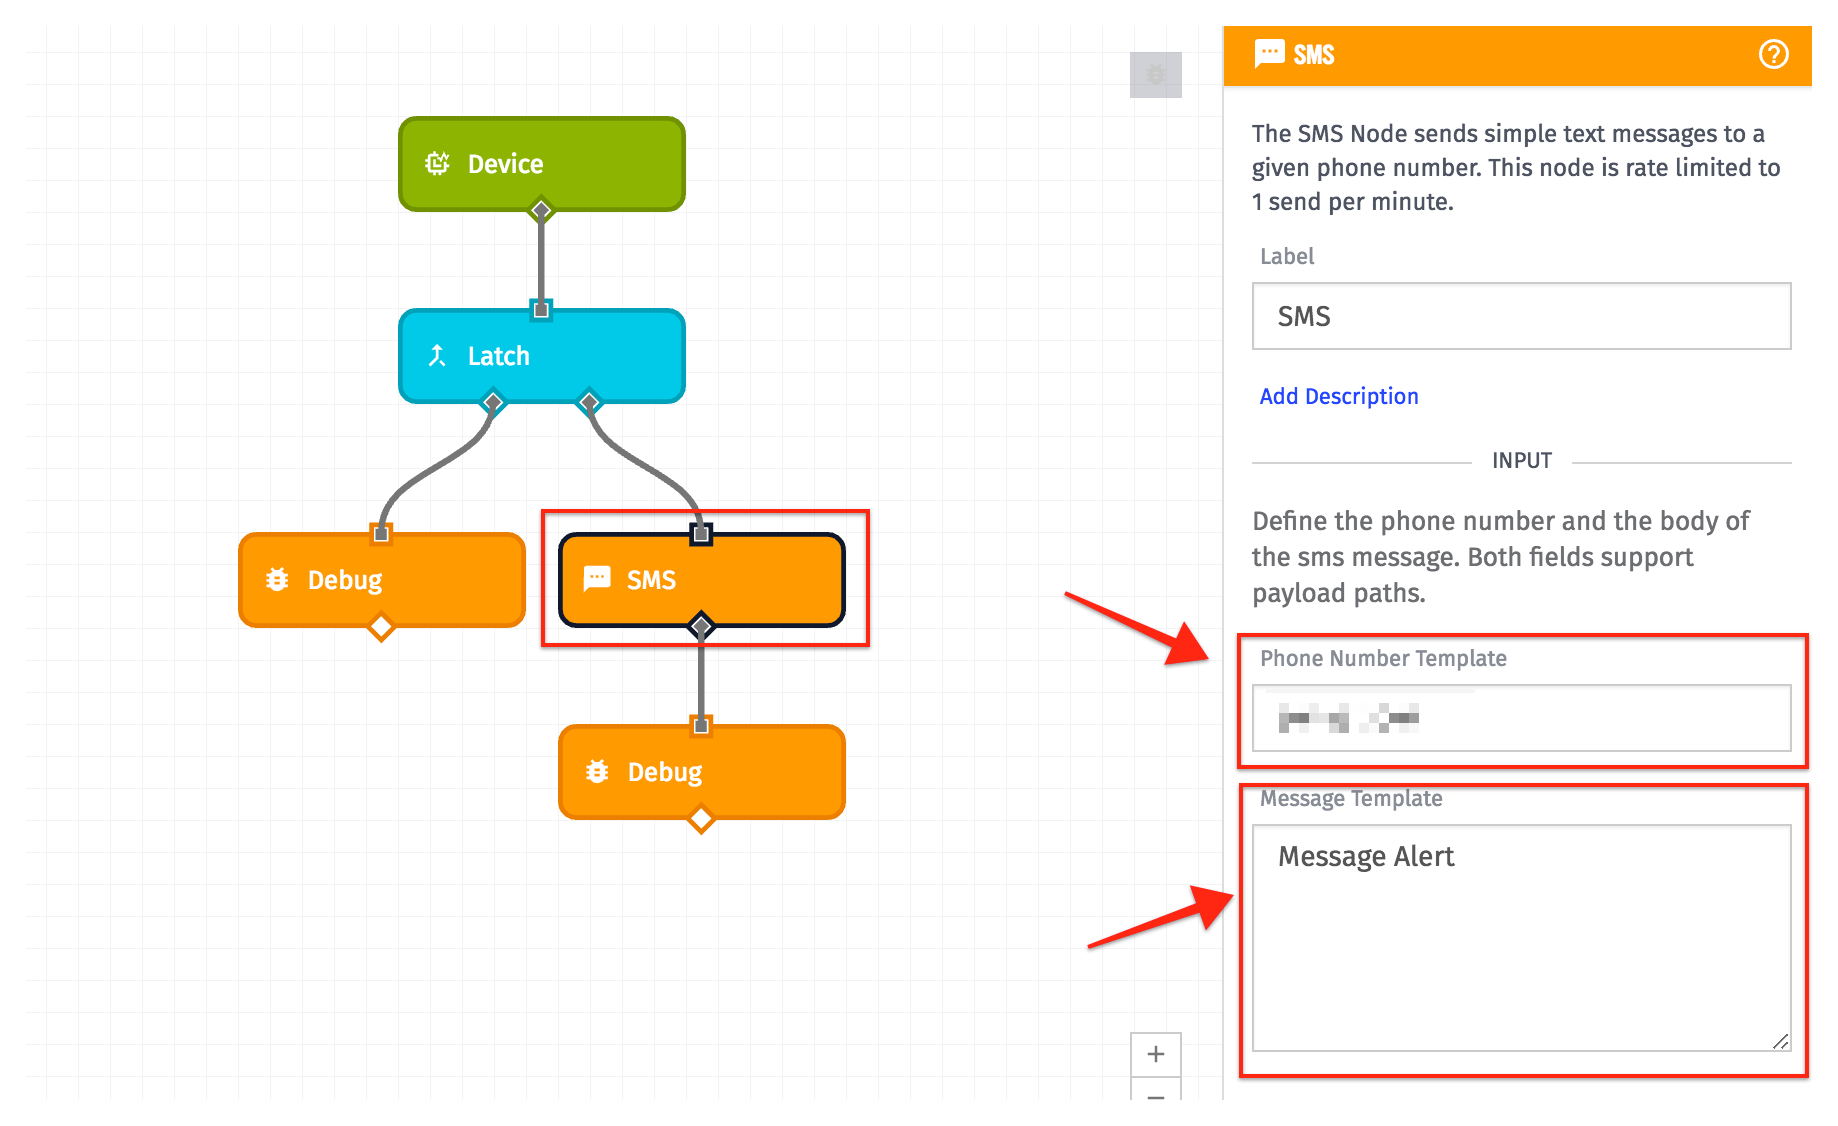 Device
Latch
Debug
SMS
Debug
SMS
The SMS Node sends simple text messages to a
given phone number. This node is rate limited to
1 send per minute.
Label
SMS
Add Description
INPUT
Define the phone number and the body of
the sms message. Both fields support
payload paths.
Phone Number Template
Message Template
Message Alert